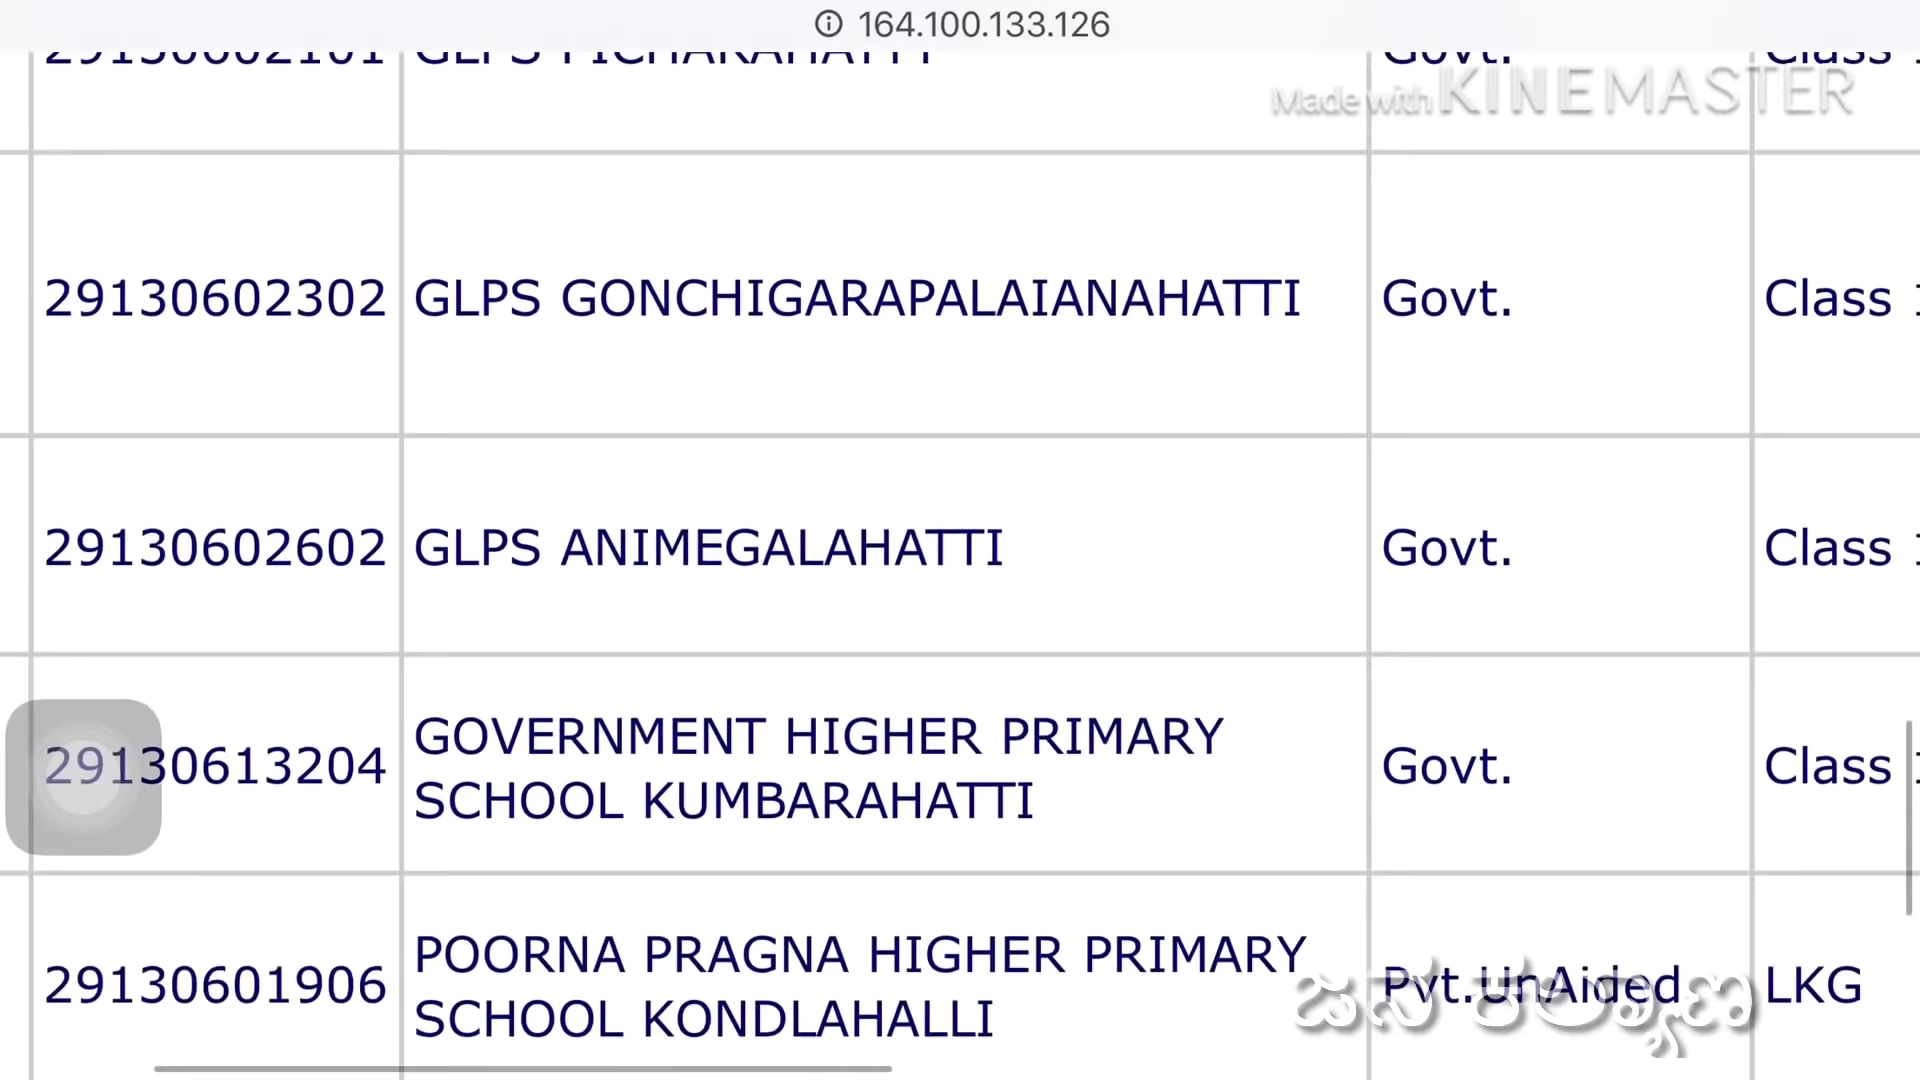 164.100.133.126
Made with KINEMASTER
29130602302 GLPS GONCHIGARAPALAIANAHATTI Govt. Class
29130602602 GLPS ANIMEGALAHATTI Govt. Class
29130613204 GOVERNMENT HIGHER PRIMARY SCHOOL KUMBARAHATTI Govt. Class
29130601906 POORNA PRAGNA HIGHER PRIMARY SCHOOL KONDLAHALLI Pvt.UnAided LKG